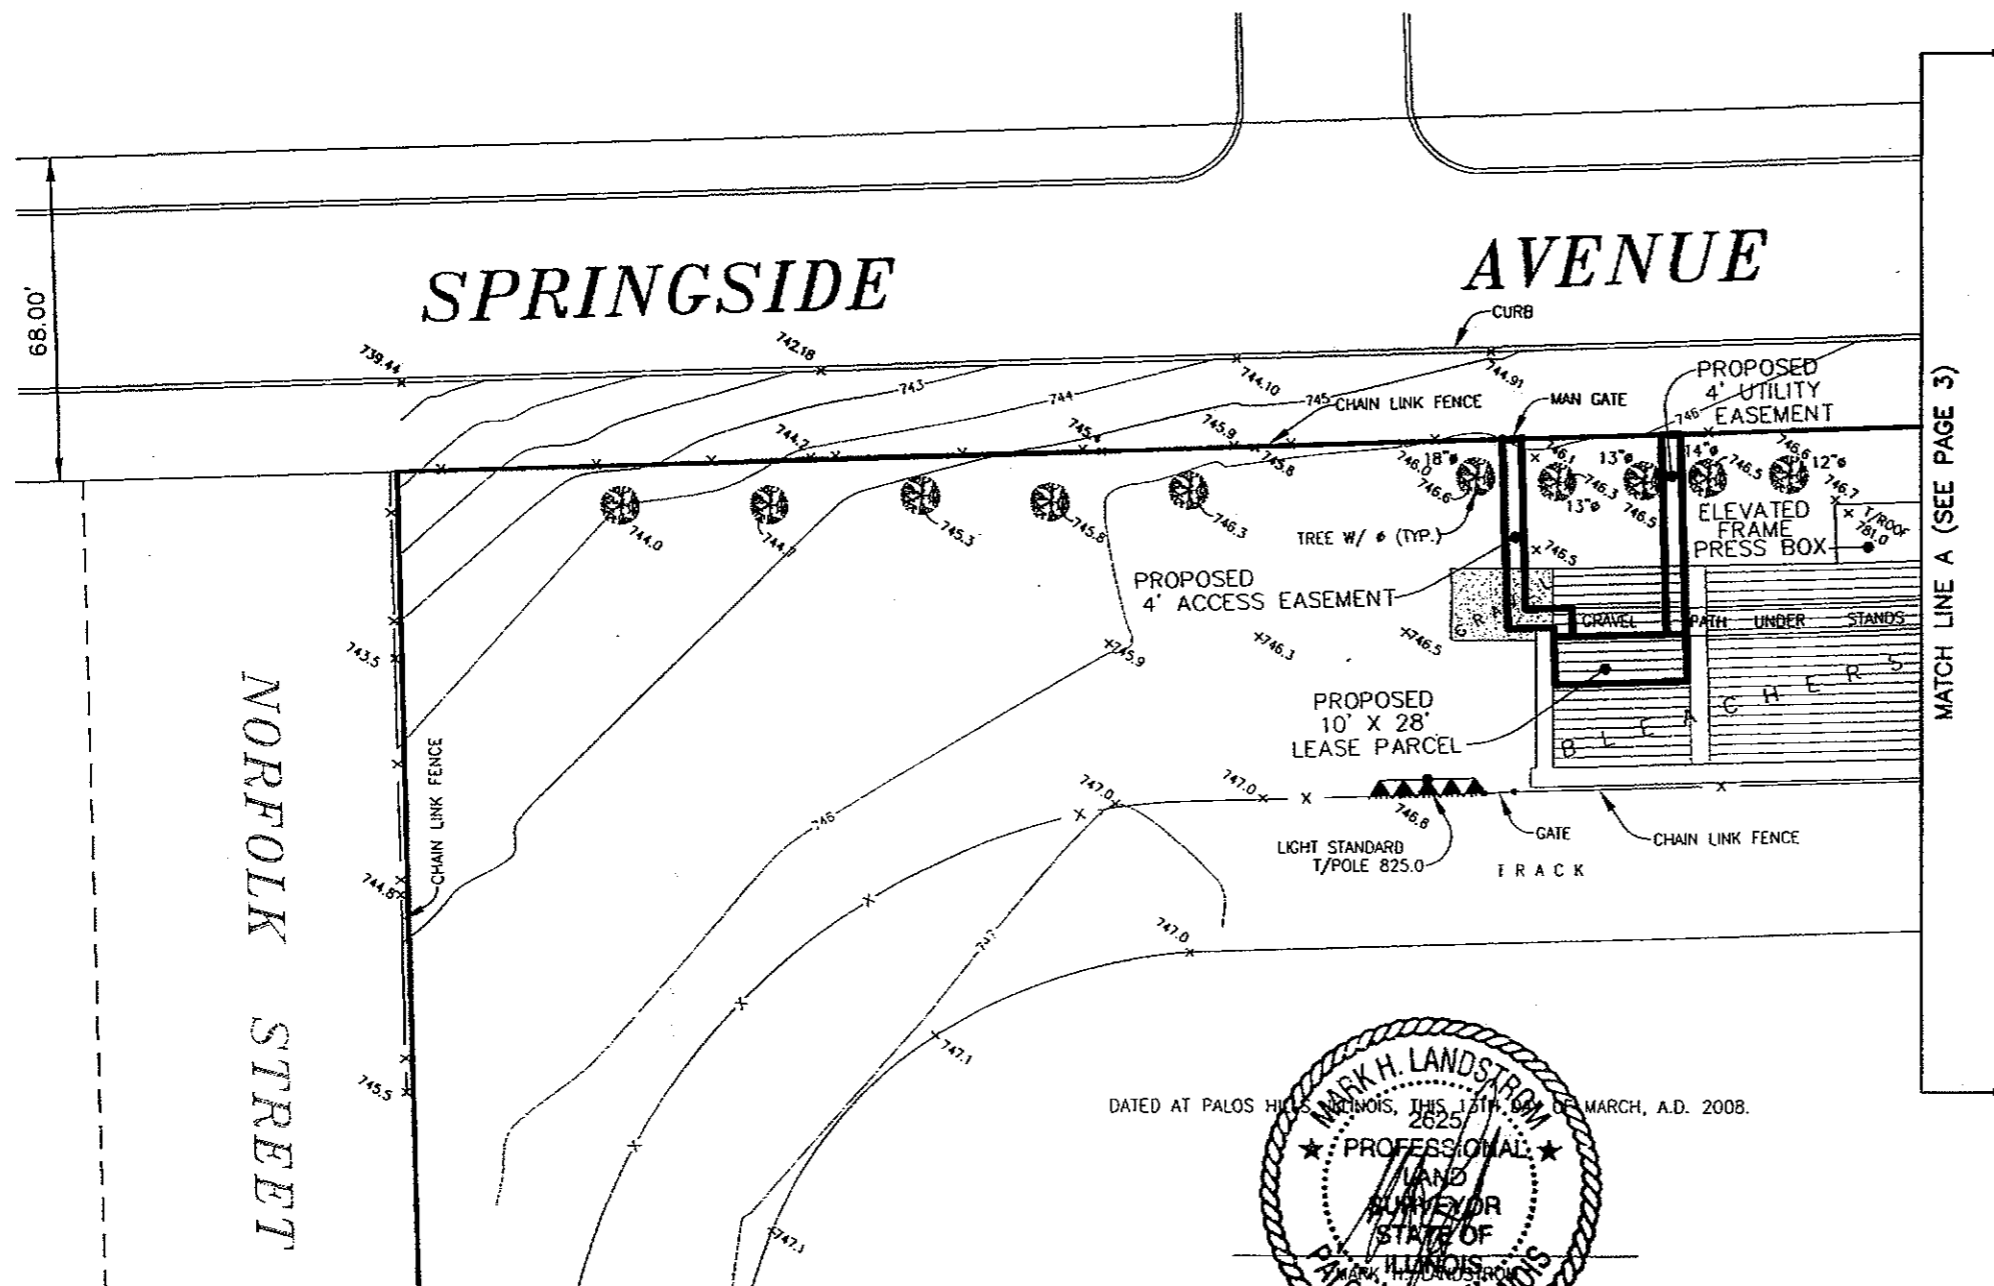 68.00'
SPRINGSIDE AVENUE
CURB
739.44
742.18
743
744
744.10
745
744.91
746
PROPOSED
4' UTILITY
EASEMENT
CHAIN LINK FENCE
MAN GATE
744.7
745.4
745.9
745.8
746.0
18"ø
746.6
746.1
13"ø
14"ø
746.5
746.6
12"ø
746.7
744.0
744.7
745.3
745.8
746.3
746.3
13"ø
746.5
TREE W/ ø (TYP.)
746.5
ELEVATED
FRAME
PRESS BOX
T/ROOF
781.0
PROPOSED
4' ACCESS EASEMENT
GRAVEL
GRAVEL PATH UNDER STANDS
745.9
746.3
746.5
743.5
PROPOSED
10' X 28'
LEASE PARCEL
BLEACHERS
MATCH LINE A (SEE PAGE 3)
NORFOLK STREET
CHAIN LINK FENCE
744.8
745.5
746
747.0
747.0
746.8
LIGHT STANDARD
T/POLE 825.0
GATE
CHAIN LINK FENCE
TRACK
747
747.0
747.1
747.1
DATED AT PALOS HILLS, ILLINOIS, THIS 13TH DAY OF MARCH, A.D. 2008.
MARK H. LANDSTROM
2625
PROFESSIONAL
LAND
SURVEYOR
STATE OF
ILLINOIS
MARK H. LANDSTROM